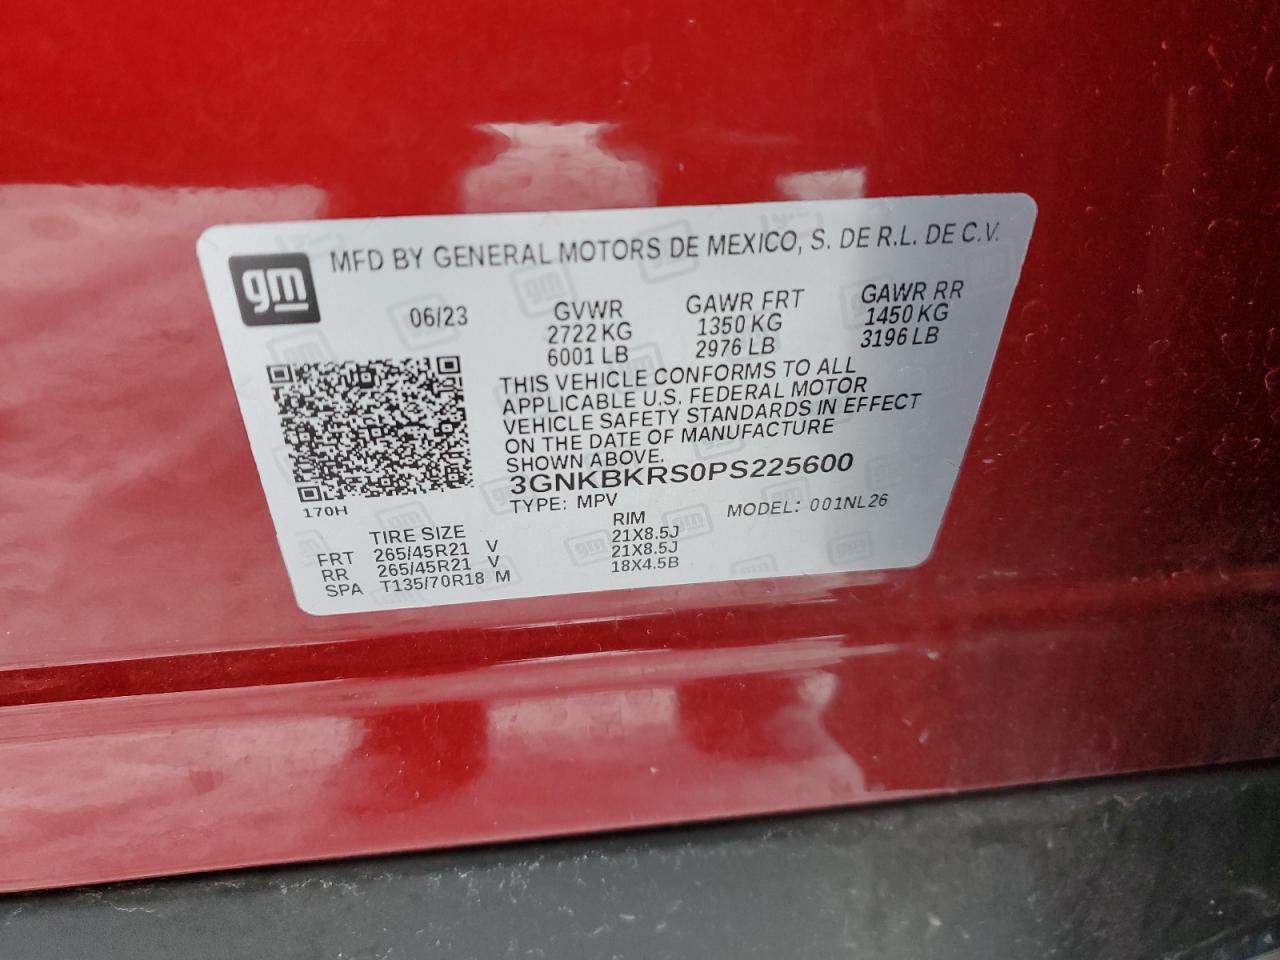 gm
MFD BY GENERAL MOTORS DE MEXICO, S. DE R.L. DE C.V.
06/23
GVWR
2722 KG
6001 LB
GAWR FRT
1350 KG
2976 LB
GAWR RR
1450 KG
3196 LB
THIS VEHICLE CONFORMS TO ALL
APPLICABLE U.S. FEDERAL MOTOR
VEHICLE SAFETY STANDARDS IN EFFECT
ON THE DATE OF MANUFACTURE
SHOWN ABOVE.
3GNKBKRS0PS225600
TYPE: MPV MODEL: 001NL26
170H
TIRE SIZE RIM
FRT 265/45R21 V 21X8.5J
RR 265/45R21 V 21X8.5J
SPA T135/70R18 M 18X4.5B